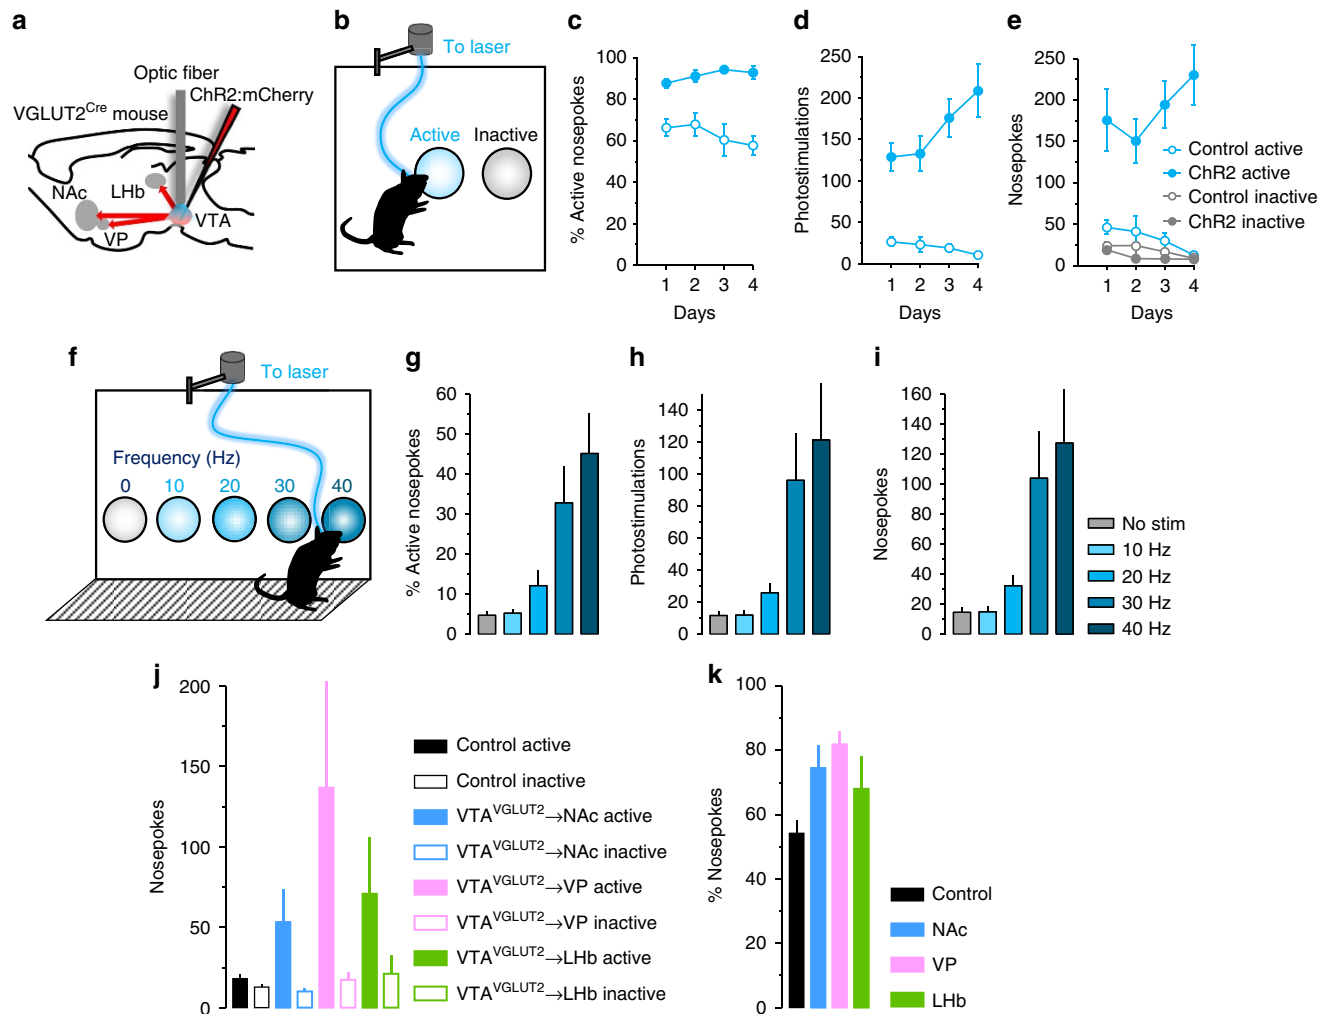 a
Optic fiber
ChR2:mCherry
VGLUT2Cre mouse
NAc
LHb
VTA
VP
b
To laser
Active
Inactive
c
% Active nosepokes
100
80
60
40
20
0
1 2 3 4
Days
d
Photostimulations
250
200
150
100
50
0
1 2 3 4
Days
e
Nosepokes
250
200
150
100
50
0
1 2 3 4
Days
Control active
ChR2 active
Control inactive
ChR2 inactive
f
To laser
Frequency (Hz)
0 10 20 30 40
g
% Active nosepokes
60
50
40
30
20
10
0
h
Photostimulations
140
120
100
80
60
40
20
0
i
Nosepokes
160
140
120
100
80
60
40
20
0
No stim
10 Hz
20 Hz
30 Hz
40 Hz
j
Nosepokes
200
150
100
50
0
Control active
Control inactive
VTAVGLUT2→NAc active
VTAVGLUT2→NAc inactive
VTAVGLUT2→VP active
VTAVGLUT2→VP inactive
VTAVGLUT2→LHb active
VTAVGLUT2→LHb inactive
k
% Nosepokes
100
80
60
40
20
0
Control
NAc
VP
LHb